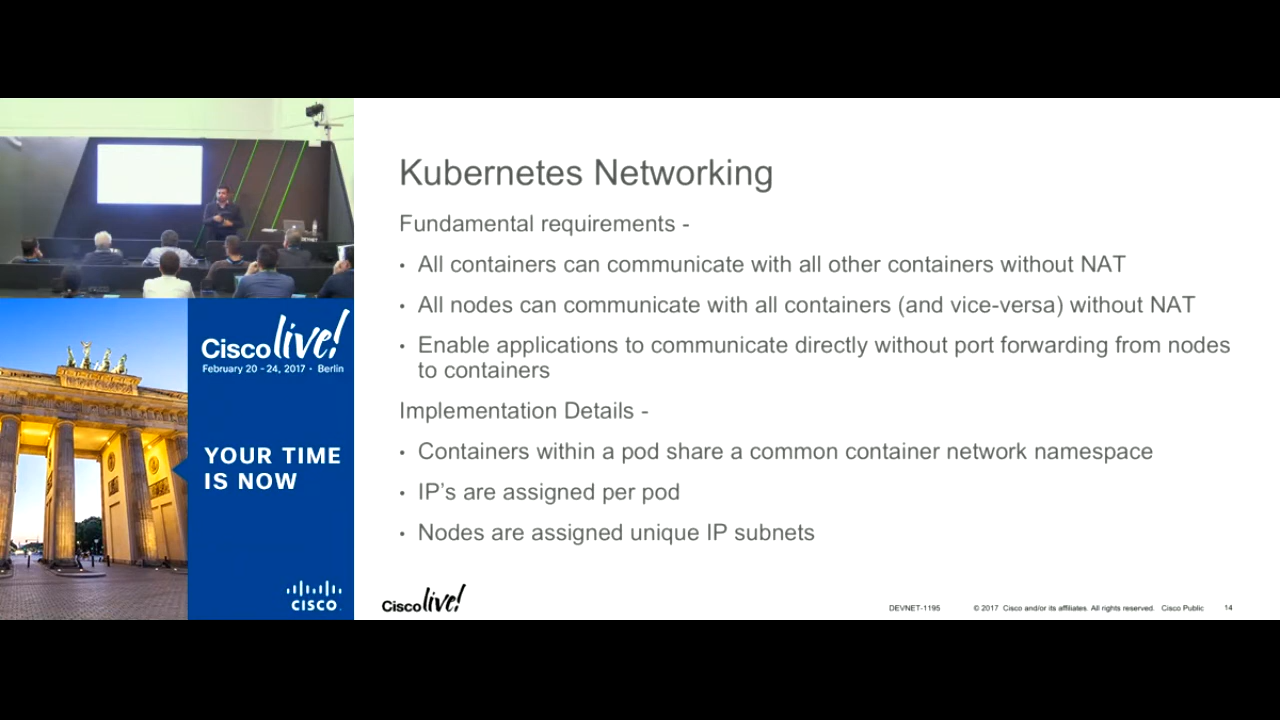 Kubernetes Networking
Fundamental requirements -
• All containers can communicate with all other containers without NAT
• All nodes can communicate with all containers (and vice-versa) without NAT
• Enable applications to communicate directly without port forwarding from nodes
to containers
Implementation Details -
• Containers within a pod share a common container network namespace
• IP's are assigned per pod
• Nodes are assigned unique IP subnets
Cisco live!
February 20 - 24, 2017 • Berlin
YOUR TIME
IS NOW
CISCO.
Cisco live!
DEVNET-1195 © 2017 Cisco and/or its affiliates. All rights reserved. Cisco Public 14
DEVNET